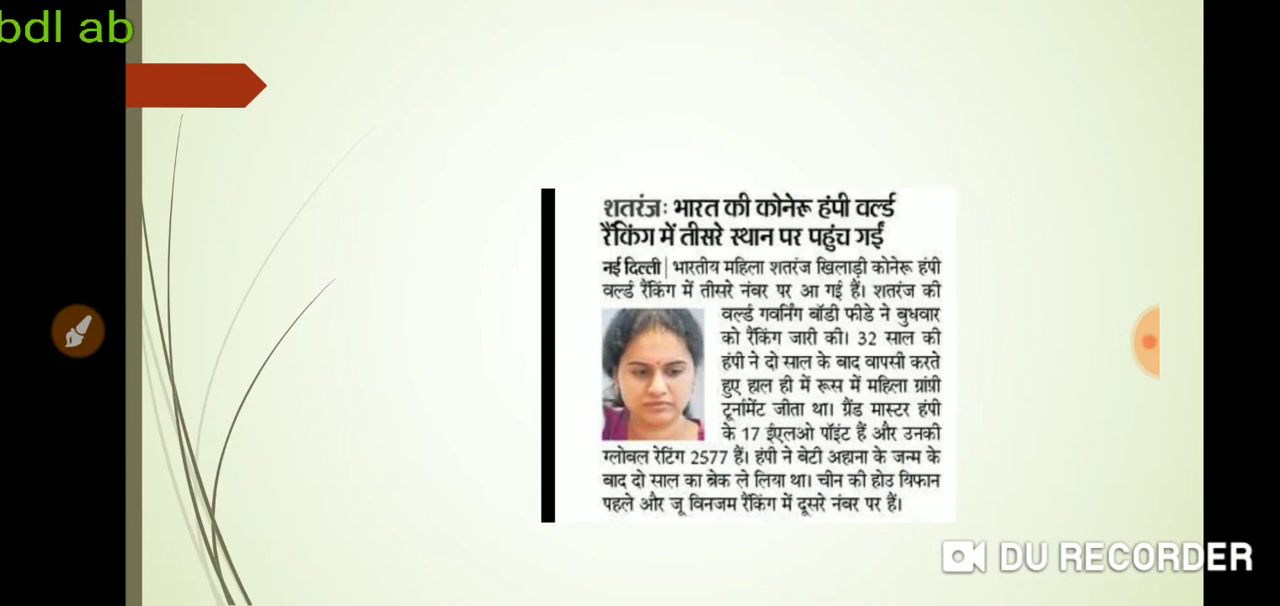 bdl ab
शतरंज: भारत की कोनेरू हंपी वर्ल्ड
रैंकिंग में तीसरे स्थान पर पहुंच गईं
नई दिल्ली | भारतीय महिला शतरंज खिलाड़ी कोनेरू हंपी
वर्ल्ड रैंकिंग में तीसरे नंबर पर आ गई हैं। शतरंज की
वर्ल्ड गवर्निंग बॉडी फीडे ने बुधवार
को रैंकिंग जारी की। 32 साल की
हंपी ने दो साल के बाद वापसी करते
हुए हाल ही में रूस में महिला ग्रांप्री
टूर्नामेंट जीता था। ग्रैंड मास्टर हंपी
के 17 ईएलओ पॉइंट हैं और उनकी
ग्लोबल रेटिंग 2577 हैं। हंपी ने बेटी अहाना के जन्म के
बाद दो साल का ब्रेक ले लिया था। चीन की होउ यिफान
पहले और जू विनजम रैंकिंग में दूसरे नंबर पर हैं।
DU RECORDER